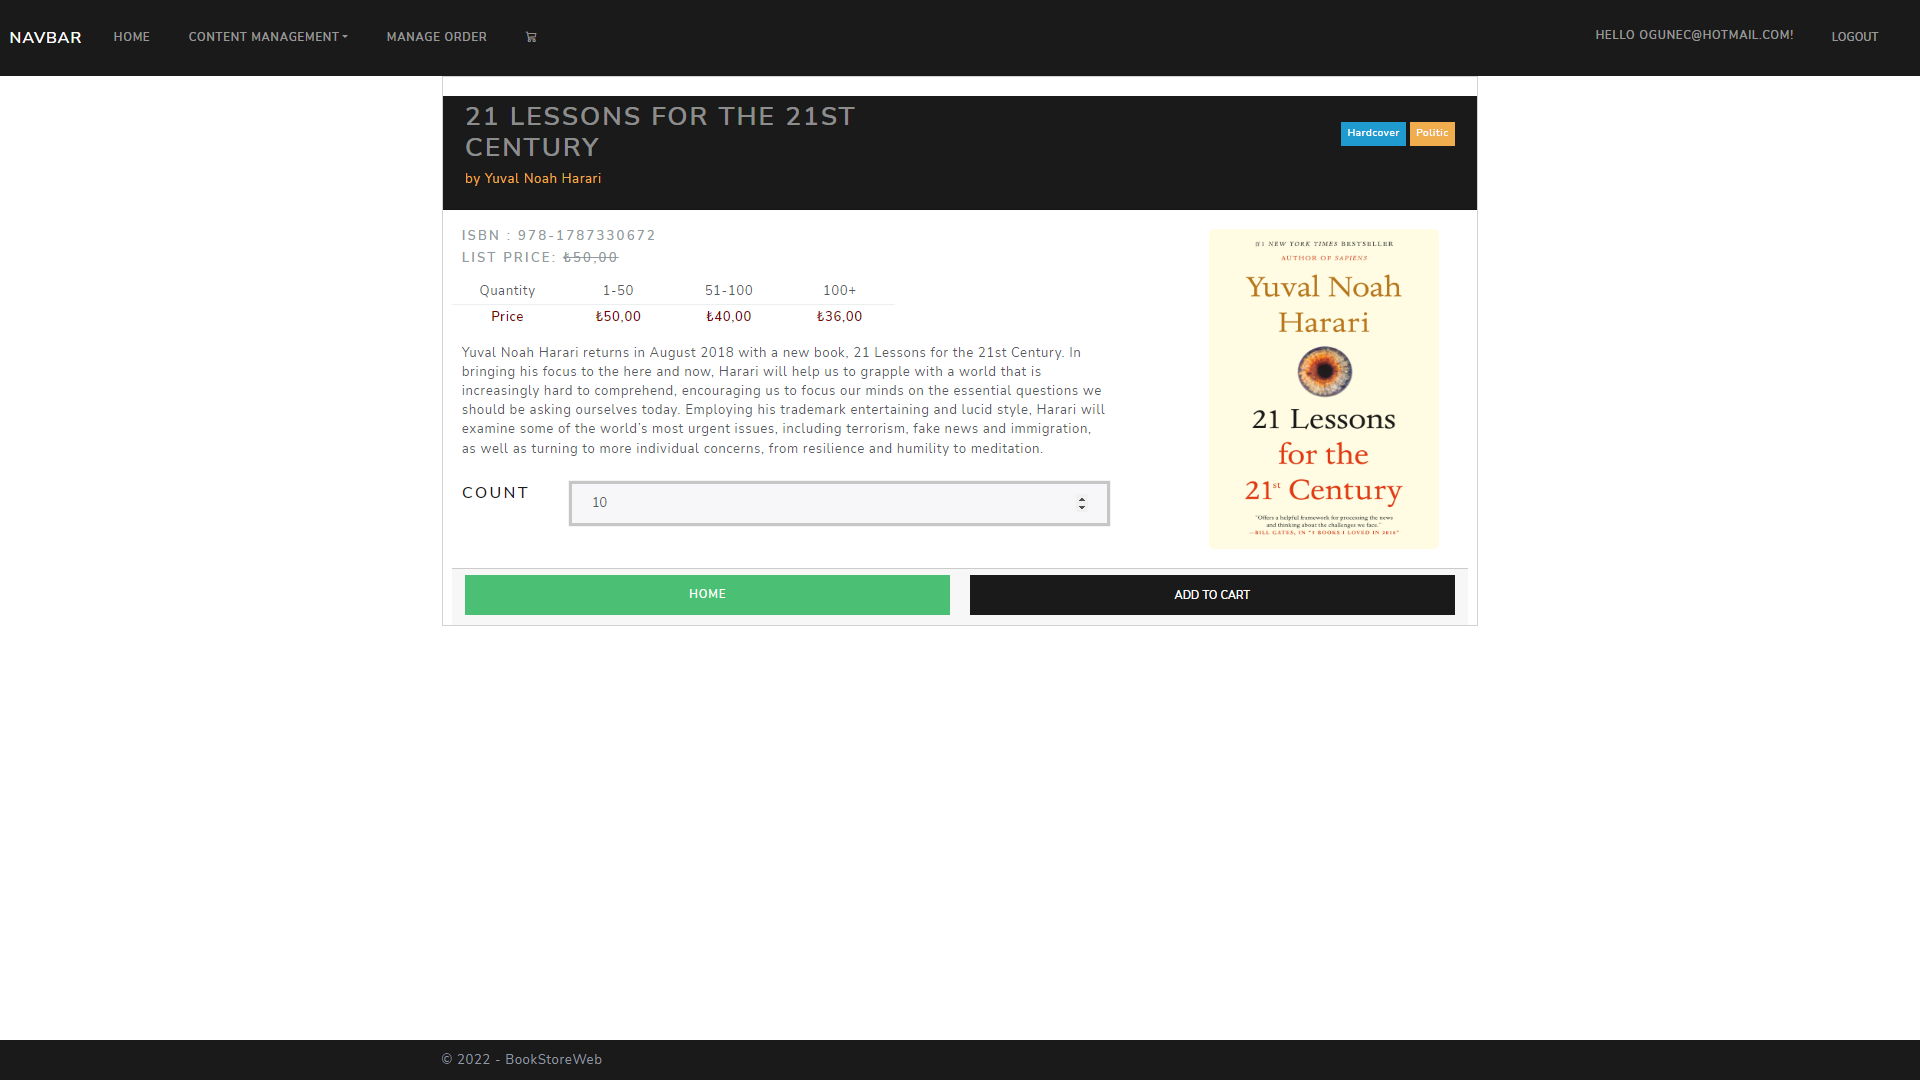 NAVBAR HOME CONTENT MANAGEMENT MANAGE ORDER HELLO OGUNEC@HOTMAIL.COM! LOGOUT
21 LESSONS FOR THE 21ST
CENTURY
by Yuval Noah Harari
Hardcover Politic
ISBN : 978-1787330672
LIST PRICE: ₺50,00
Quantity 1-50 51-100 100+
Price ₺50,00 ₺40,00 ₺36,00
Yuval Noah Harari returns in August 2018 with a new book, 21 Lessons for the 21st Century. In
bringing his focus to the here and now, Harari will help us to grapple with a world that is
increasingly hard to comprehend, encouraging us to focus our minds on the essential questions we
should be asking ourselves today. Employing his trademark entertaining and lucid style, Harari will
examine some of the world's most urgent issues, including terrorism, fake news and immigration,
as well as turning to more individual concerns, from resilience and humility to meditation.
COUNT 10
#1 NEW YORK TIMES BESTSELLER
AUTHOR OF SAPIENS
Yuval Noah
Harari
21 Lessons
for the
21st Century
"Offers a helpful framework for processing the news
and thinking about the challenges we face."
—BILL GATES, IN "5 BOOKS I LOVED IN 2018"
HOME ADD TO CART
© 2022 - BookStoreWeb